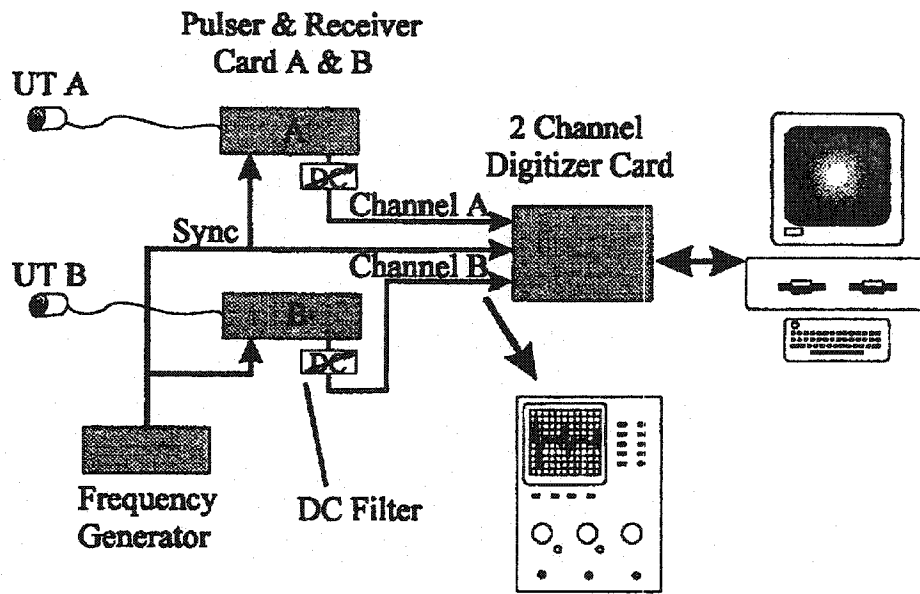 Pulser & Receiver
Card A & B
UT A
A
DC
2 Channel
Digitizer Card
Channel A
Sync
Channel B
UT B
B
DC
Frequency
Generator
DC Filter